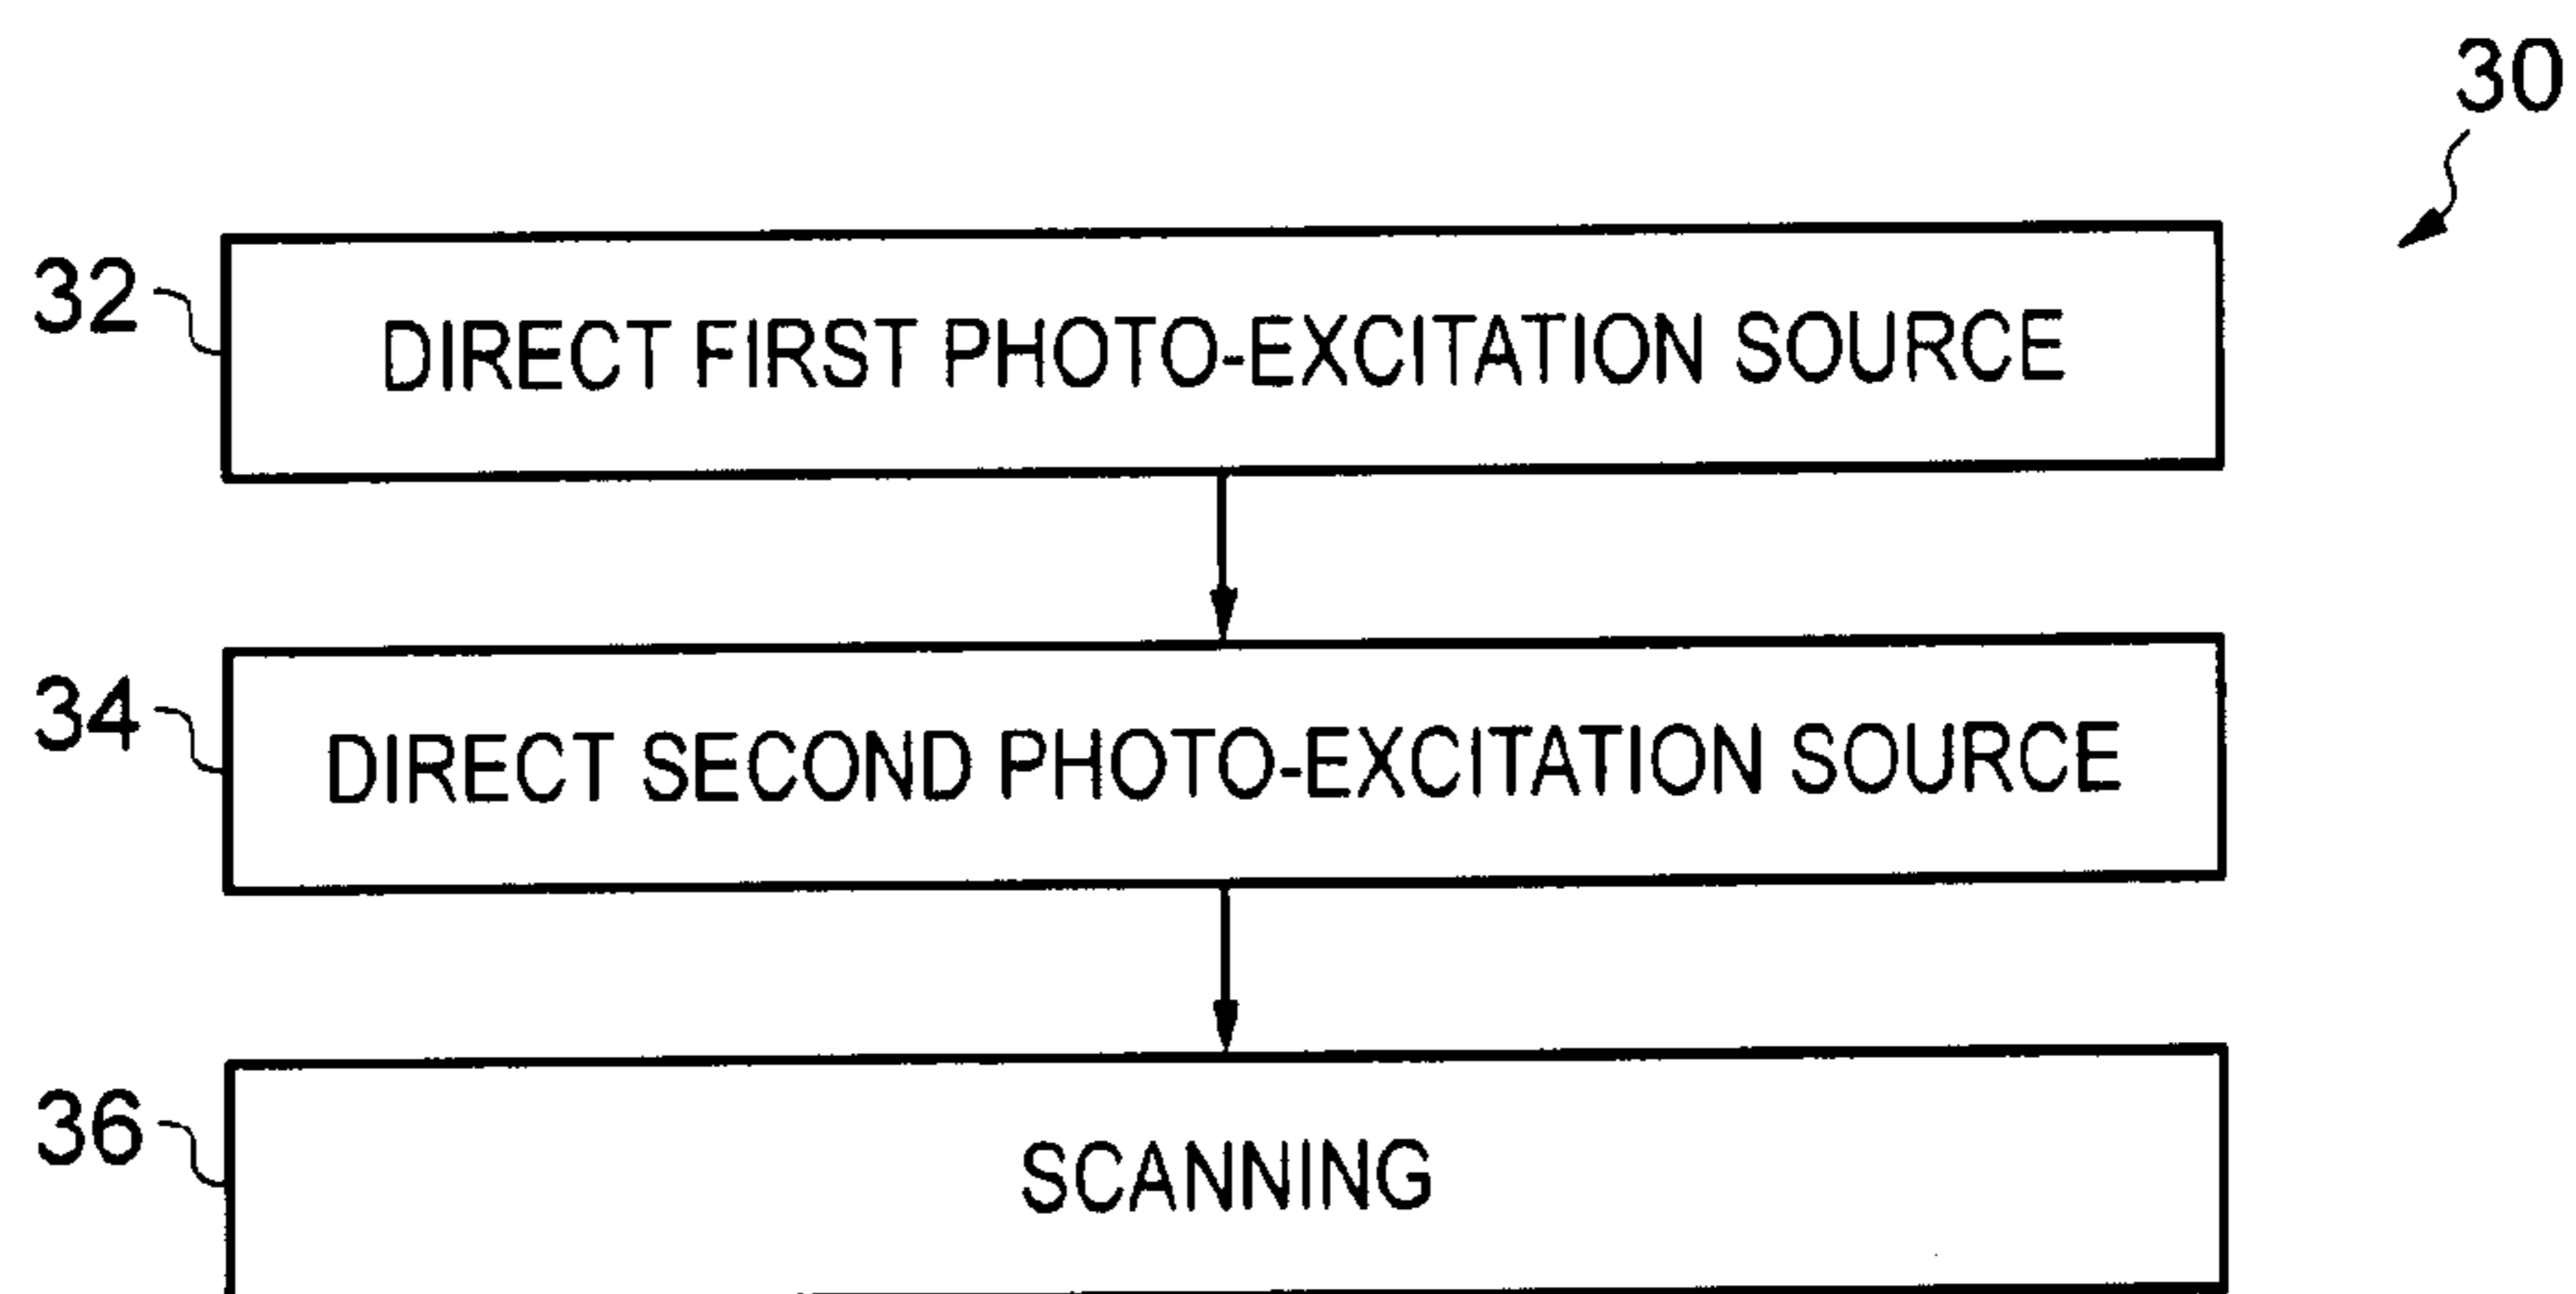 30
32
DIRECT FIRST PHOTO-EXCITATION SOURCE
34
DIRECT SECOND PHOTO-EXCITATION SOURCE
36
SCANNING